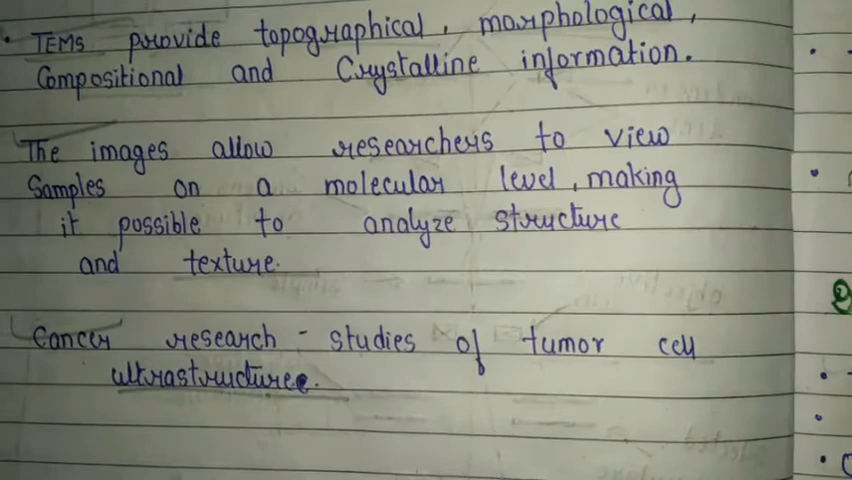 • TEMs provide topographical, morphological,
Compositional and Crystalline information.
The images allow researchers to view
Samples on a molecular level, making
it possible to analyze structure
and texture.
Cancer research - studies of tumor cell
ultrastructure.